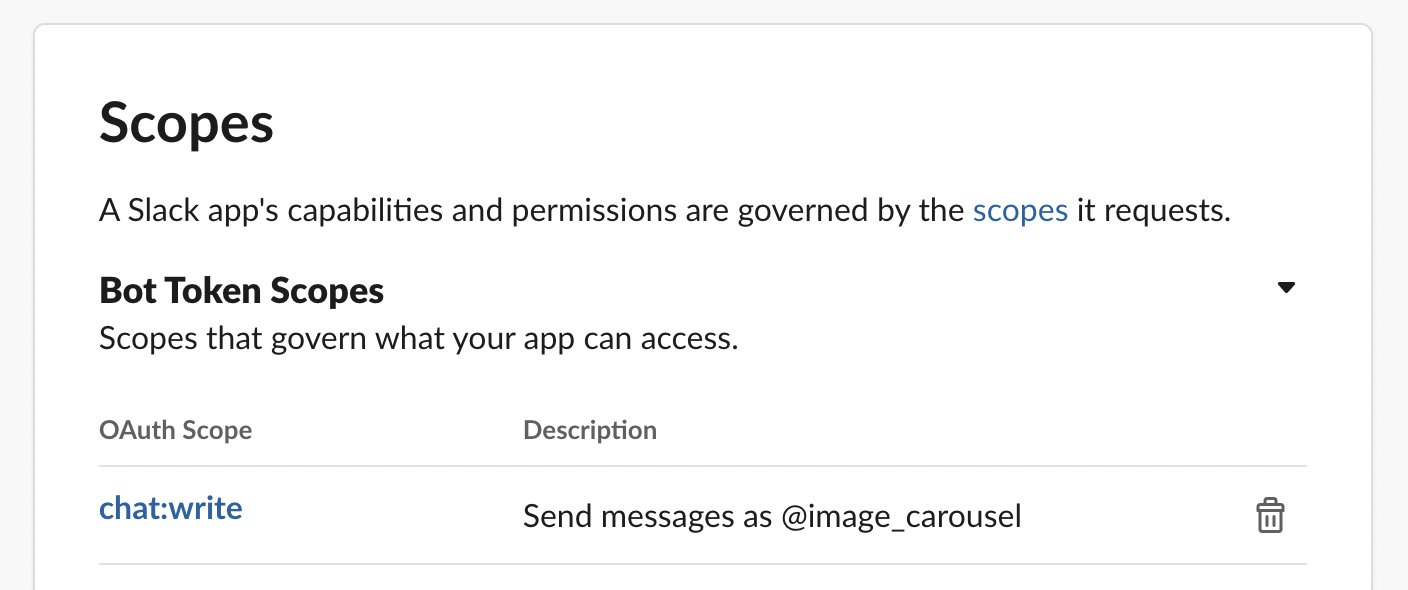 Scopes
A Slack app's capabilities and permissions are governed by the scopes it requests.
Bot Token Scopes
Scopes that govern what your app can access.
OAuth Scope Description
chat:write Send messages as @image_carousel